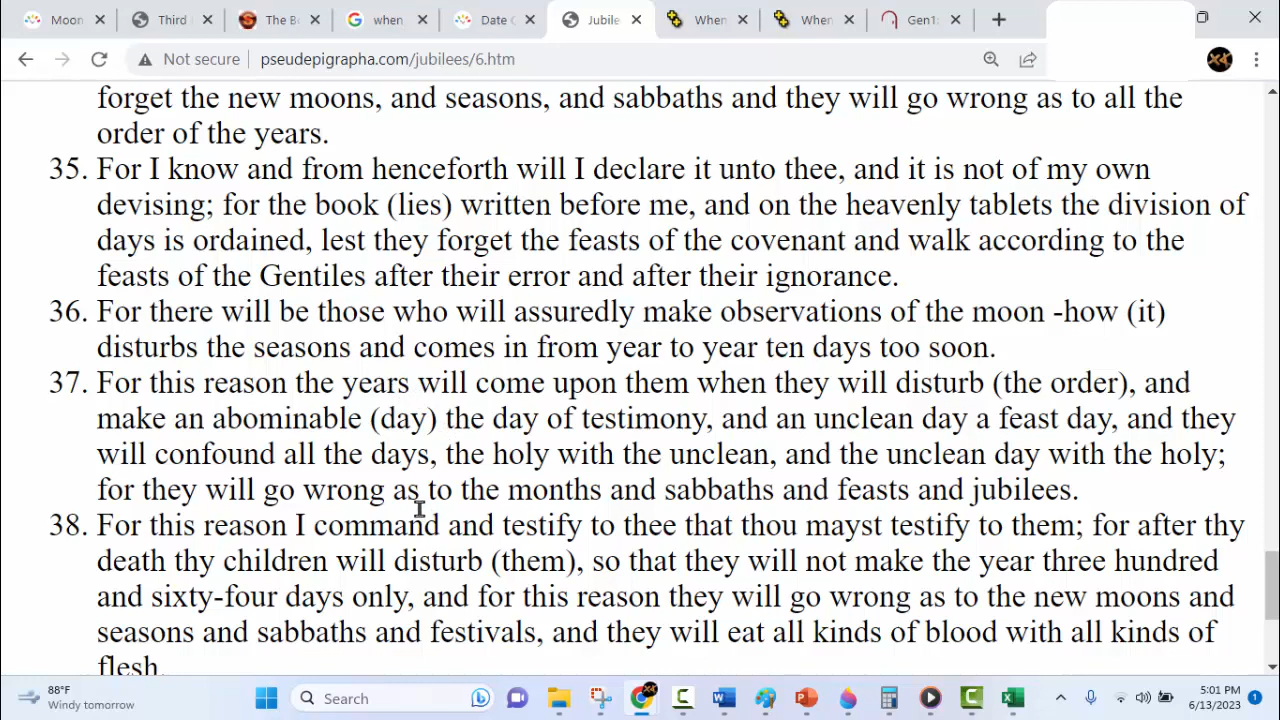 Moon
Third
The B
when
Date
Jubile
When
When
Gen1:
Not secure
pseudepigrapha.com/jubilees/6.htm
forget the new moons, and seasons, and sabbaths and they will go wrong as to all the
order of the years.
35. For I know and from henceforth will I declare it unto thee, and it is not of my own
devising; for the book (lies) written before me, and on the heavenly tablets the division of
days is ordained, lest they forget the feasts of the covenant and walk according to the
feasts of the Gentiles after their error and after their ignorance.
36. For there will be those who will assuredly make observations of the moon -how (it)
disturbs the seasons and comes in from year to year ten days too soon.
37. For this reason the years will come upon them when they will disturb (the order), and
make an abominable (day) the day of testimony, and an unclean day a feast day, and they
will confound all the days, the holy with the unclean, and the unclean day with the holy;
for they will go wrong as to the months and sabbaths and feasts and jubilees.
38. For this reason I command and testify to thee that thou mayst testify to them; for after thy
death thy children will disturb (them), so that they will not make the year three hundred
and sixty-four days only, and for this reason they will go wrong as to the new moons and
seasons and sabbaths and festivals, and they will eat all kinds of blood with all kinds of
flesh.
88°F
Windy tomorrow
Search
5:01 PM
6/13/2023